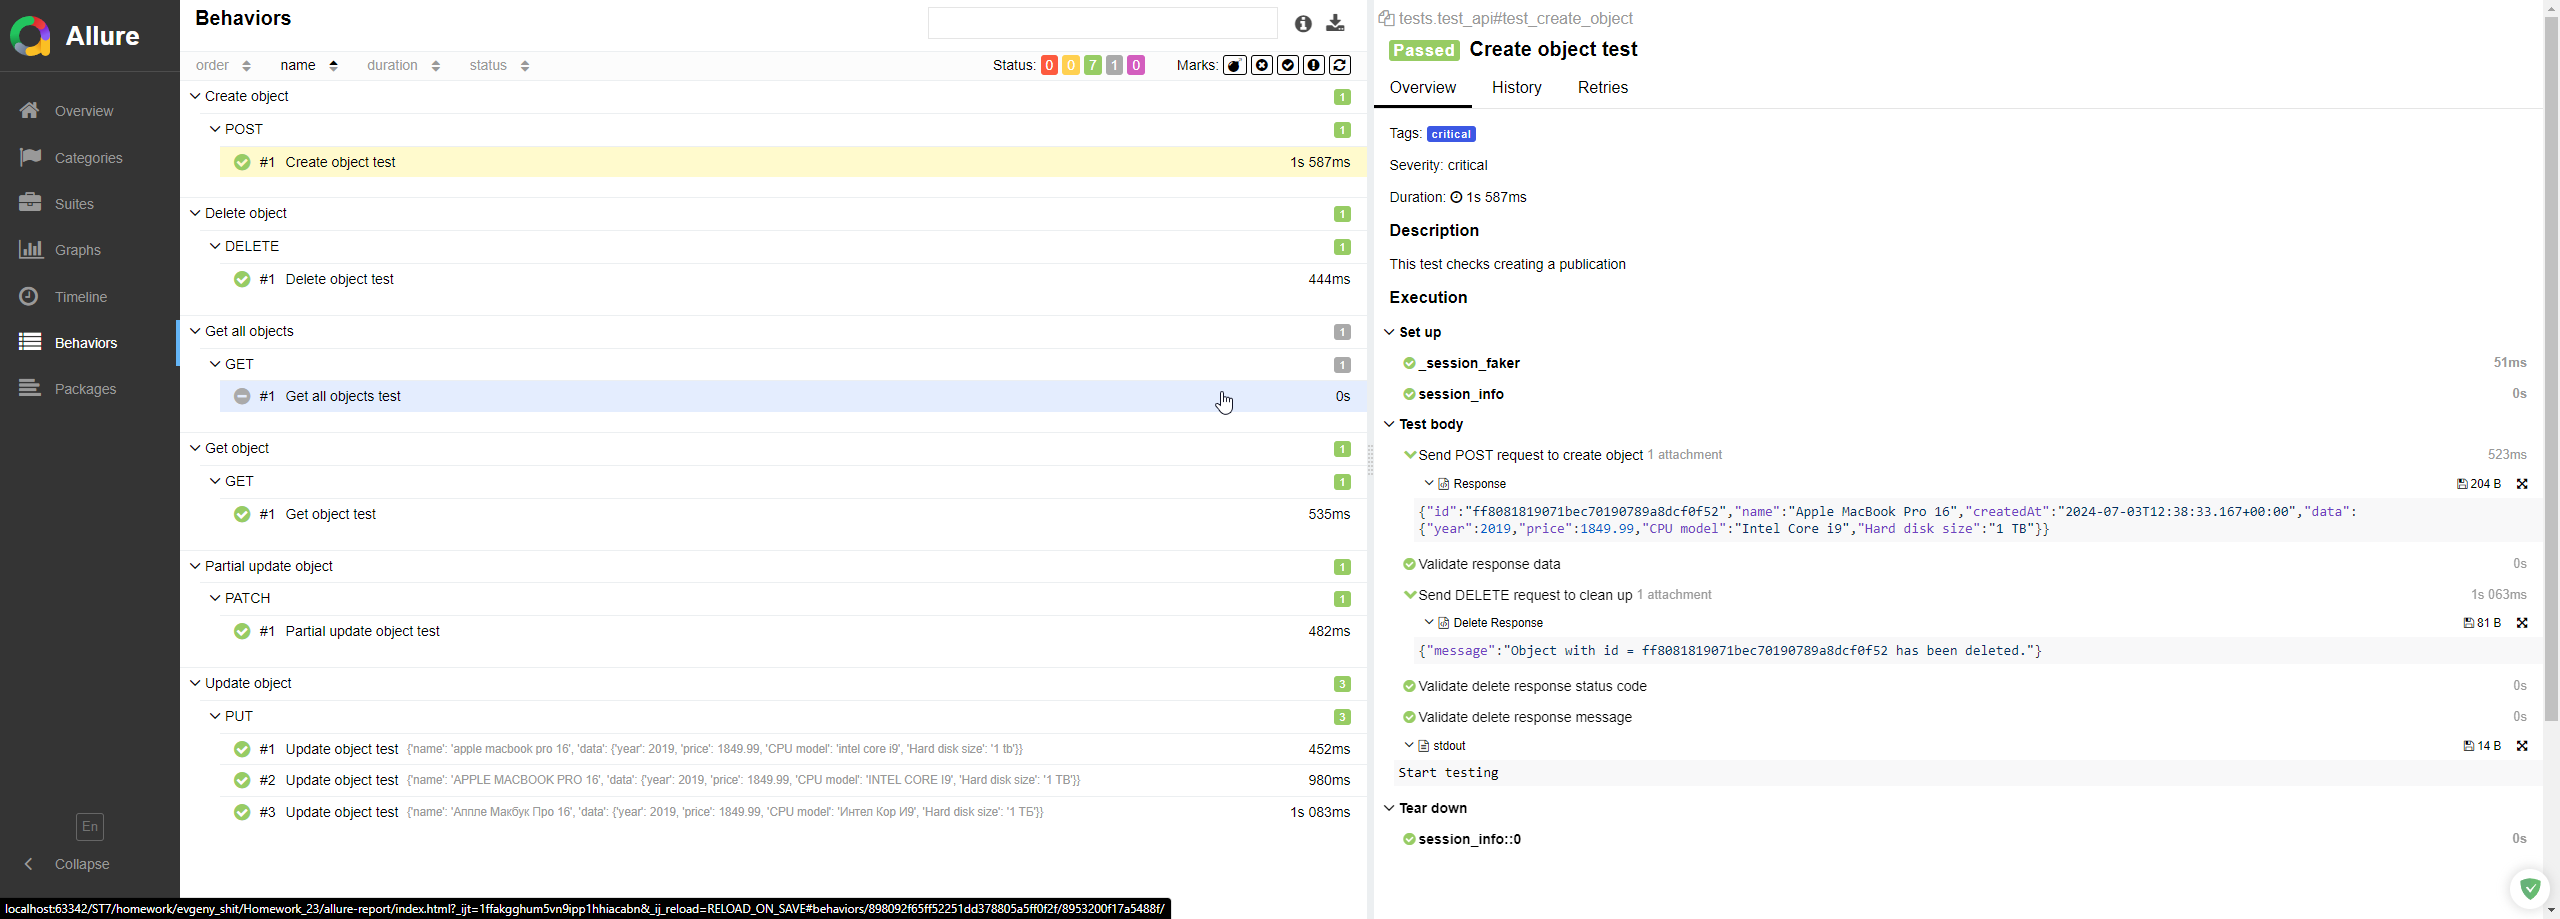 Allure
Overview
Categories
Suites
Graphs
Timeline
Behaviors
Packages
En
Collapse
Behaviors
order name duration status Status: 0 0 7 1 0 Marks:
Create object 1
POST 1
#1 Create object test 1s 587ms
Delete object 1
DELETE 1
#1 Delete object test 444ms
Get all objects 1
GET 1
#1 Get all objects test 0s
Get object 1
GET 1
#1 Get object test 535ms
Partial update object 1
PATCH 1
#1 Partial update object test 482ms
Update object 3
PUT 3
#1 Update object test {'name': 'apple macbook pro 16', 'data': {'year': 2019, 'price': 1849.99, 'CPU model': 'intel core i9', 'Hard disk size': '1 tb'}} 452ms
#2 Update object test {'name': 'APPLE MACBOOK PRO 16', 'data': {'year': 2019, 'price': 1849.99, 'CPU model': 'INTEL CORE I9', 'Hard disk size': '1 TB'}} 980ms
#3 Update object test {'name': 'Аппле Макбук Про 16', 'data': {'year': 2019, 'price': 1849.99, 'CPU model': 'Интел Кор И9', 'Hard disk size': '1 ТБ'}} 1s 083ms
localhost:63342/ST7/homework/evgeny_shit/Homework_23/allure-report/index.html?_ijt=1ffakgghum5vn9ipp1hhiacabn&_ij_reload=RELOAD_ON_SAVE#behaviors/898092f65ff52251dd378805a5ff0f2f/8953200f17a5488f/
tests.test_api#test_create_object
Passed Create object test
Overview History Retries
Tags: critical
Severity: critical
Duration: 1s 587ms
Description
This test checks creating a publication
Execution
Set up
_session_faker 51ms
session_info 0s
Test body
Send POST request to create object 1 attachment 523ms
Response 204 B
{"id":"ff8081819071bec70190789a8dcf0f52","name":"Apple MacBook Pro 16","createdAt":"2024-07-03T12:38:33.167+00:00","data":
{"year":2019,"price":1849.99,"CPU model":"Intel Core i9","Hard disk size":"1 TB"}}
Validate response data 0s
Send DELETE request to clean up 1 attachment 1s 063ms
Delete Response 81 B
{"message":"Object with id = ff8081819071bec70190789a8dcf0f52 has been deleted."}
Validate delete response status code 0s
Validate delete response message 0s
stdout 14 B
Start testing
Tear down
session_info::0 0s